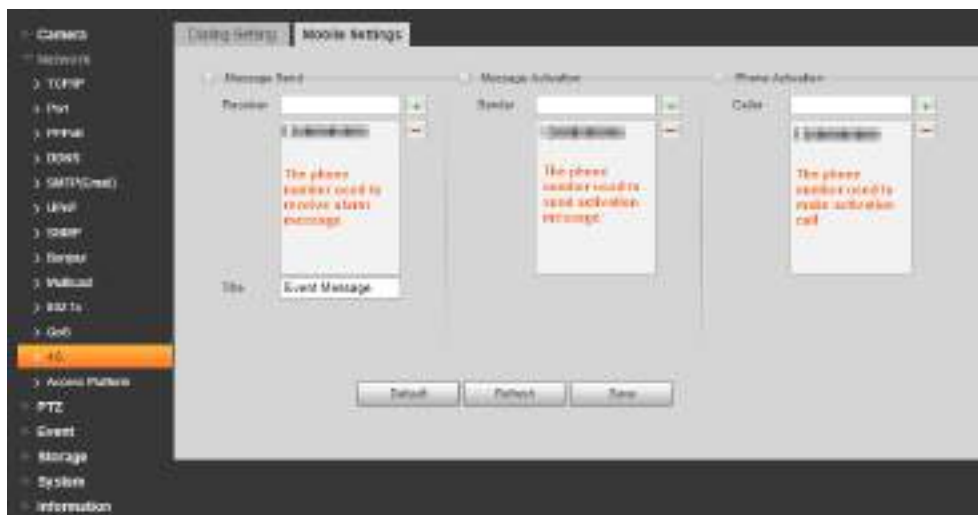 Camera
Network
TCP/IP
Port
PPPoE
DDNS
SMTP(Email)
UPnP
SNMP
Bonjour
Multicast
802.1x
QoS
4G
Access Platform
PTZ
Event
Storage
System
Information
Dialing Setting
Mobile Settings
Message Send
Receiver
The phone
number used to
receive alarm
message
Title
Event Message
Message Activation
Sender
The phone
number used to
send activation
message
Phone Activation
Caller
The phone
number used to
make activation
call
Default
Refresh
Save